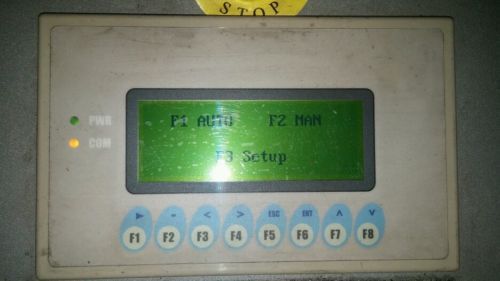 STOP
PWR
COM
F1 AUTO F2 MAN
F3 Setup
► - < > ESC ENT ∧ ∨
F1 F2 F3 F4 F5 F6 F7 F8